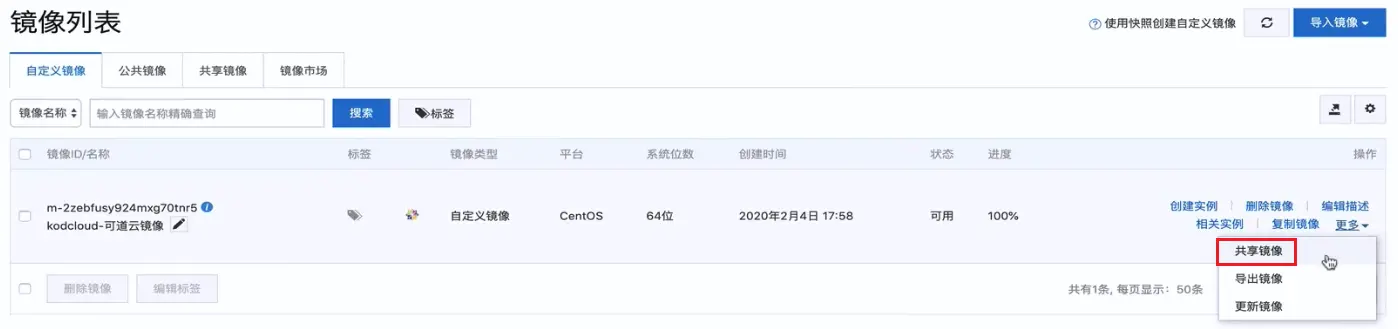 镜像列表
使用快照创建自定义镜像
导入镜像
自定义镜像 公共镜像 共享镜像 镜像市场
镜像名称 输入镜像名称精确查询 搜索 标签
镜像ID/名称 标签 镜像类型 平台 系统位数 创建时间 状态 进度 操作
m-2zebfusy924mxg70tnr5
kodcloud-可道云镜像
自定义镜像 CentOS 64位 2020年2月4日 17:58 可用 100%
创建实例 删除镜像 编辑描述
相关实例 复制镜像 更多
共享镜像
导出镜像
更新镜像
删除镜像 编辑标签 共有1条, 每页显示：50条